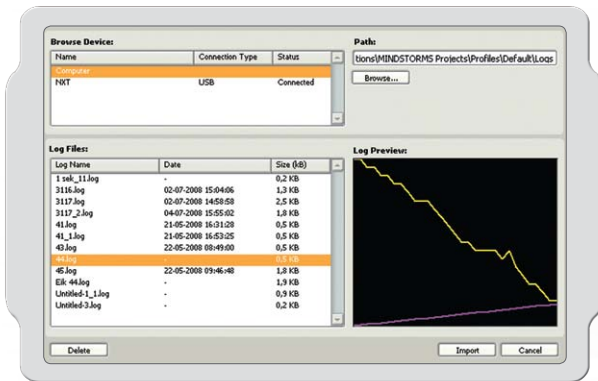 Browse Device:
Name Connection Type Status
Computer
NXT USB Connected
Path:
tions\MINDSTORMS Projects\Profiles\Default\Logs
Browse...
Log Files:
Log Name Date Size (kB)
1 sek_11.log - 0,2 KB
3116.log 02-07-2008 15:04:06 1,3 KB
3117.log 02-07-2008 14:58:58 2,5 KB
3117_2.log 04-07-2008 15:55:02 1,8 KB
41.log 21-05-2008 16:31:28 0,5 KB
41_1.log 21-05-2008 16:53:25 0,5 KB
43.log 22-05-2008 08:49:00 0,5 KB
44.log - 0,5 KB
45.log 22-05-2008 09:46:48 1,8 KB
Eik 44.log - 1,9 KB
Untitled-1_1.log - 0,9 KB
Untitled-3.log - 0,2 KB
Log Preview:
Delete Import Cancel